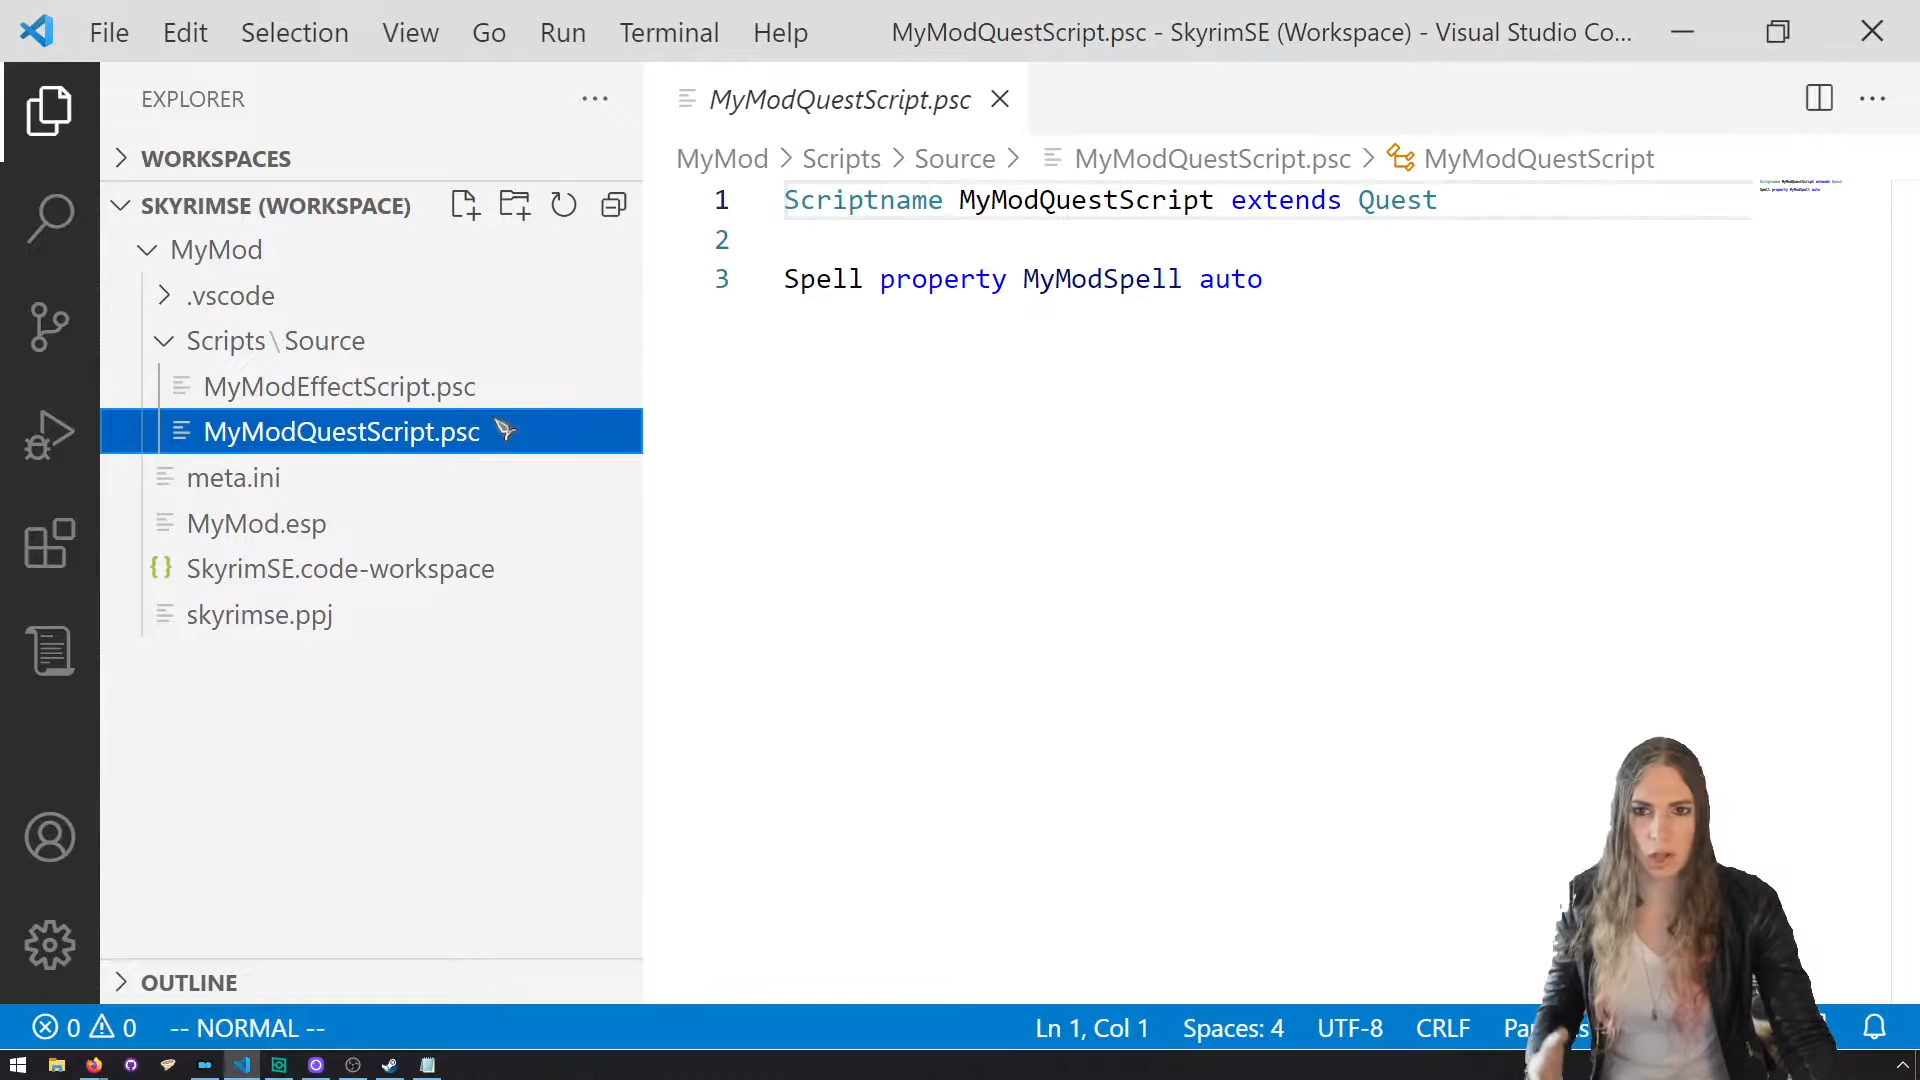 File Edit Selection View Go Run Terminal Help MyModQuestScript.psc - SkyrimSE (Workspace) - Visual Studio Co...
EXPLORER
WORKSPACES
SKYRIMSE (WORKSPACE)
MyMod
.vscode
Scripts\Source
MyModEffectScript.psc
MyModQuestScript.psc
meta.ini
MyMod.esp
{} SkyrimSE.code-workspace
skyrimse.ppj
OUTLINE
MyModQuestScript.psc
MyMod > Scripts > Source > MyModQuestScript.psc > MyModQuestScript
1 Scriptname MyModQuestScript extends Quest
2
3 Spell property MyModSpell auto
0 0 -- NORMAL -- Ln 1, Col 1 Spaces: 4 UTF-8 CRLF